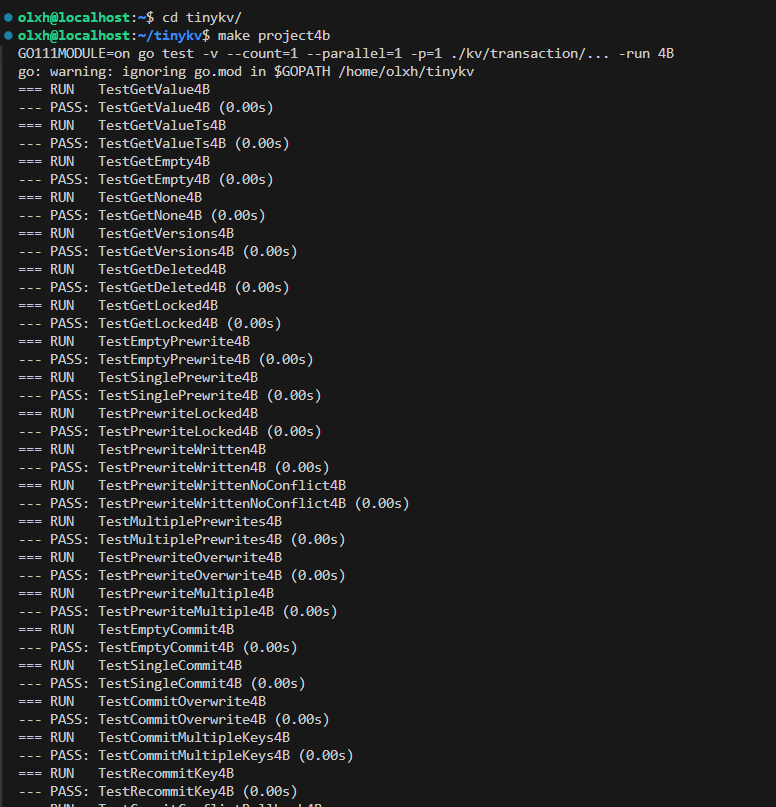 olxh@localhost:~$ cd tinykv/
olxh@localhost:~/tinykv$ make project4b
GO111MODULE=on go test -v --count=1 --parallel=1 -p=1 ./kv/transaction/... -run 4B
go: warning: ignoring go.mod in $GOPATH /home/olxh/tinykv
=== RUN   TestGetValue4B
--- PASS: TestGetValue4B (0.00s)
=== RUN   TestGetValueTs4B
--- PASS: TestGetValueTs4B (0.00s)
=== RUN   TestGetEmpty4B
--- PASS: TestGetEmpty4B (0.00s)
=== RUN   TestGetNone4B
--- PASS: TestGetNone4B (0.00s)
=== RUN   TestGetVersions4B
--- PASS: TestGetVersions4B (0.00s)
=== RUN   TestGetDeleted4B
--- PASS: TestGetDeleted4B (0.00s)
=== RUN   TestGetLocked4B
--- PASS: TestGetLocked4B (0.00s)
=== RUN   TestEmptyPrewrite4B
--- PASS: TestEmptyPrewrite4B (0.00s)
=== RUN   TestSinglePrewrite4B
--- PASS: TestSinglePrewrite4B (0.00s)
=== RUN   TestPrewriteLocked4B
--- PASS: TestPrewriteLocked4B (0.00s)
=== RUN   TestPrewriteWritten4B
--- PASS: TestPrewriteWritten4B (0.00s)
=== RUN   TestPrewriteWrittenNoConflict4B
--- PASS: TestPrewriteWrittenNoConflict4B (0.00s)
=== RUN   TestMultiplePrewrites4B
--- PASS: TestMultiplePrewrites4B (0.00s)
=== RUN   TestPrewriteOverwrite4B
--- PASS: TestPrewriteOverwrite4B (0.00s)
=== RUN   TestPrewriteMultiple4B
--- PASS: TestPrewriteMultiple4B (0.00s)
=== RUN   TestEmptyCommit4B
--- PASS: TestEmptyCommit4B (0.00s)
=== RUN   TestSingleCommit4B
--- PASS: TestSingleCommit4B (0.00s)
=== RUN   TestCommitOverwrite4B
--- PASS: TestCommitOverwrite4B (0.00s)
=== RUN   TestCommitMultipleKeys4B
--- PASS: TestCommitMultipleKeys4B (0.00s)
=== RUN   TestRecommitKey4B
--- PASS: TestRecommitKey4B (0.00s)